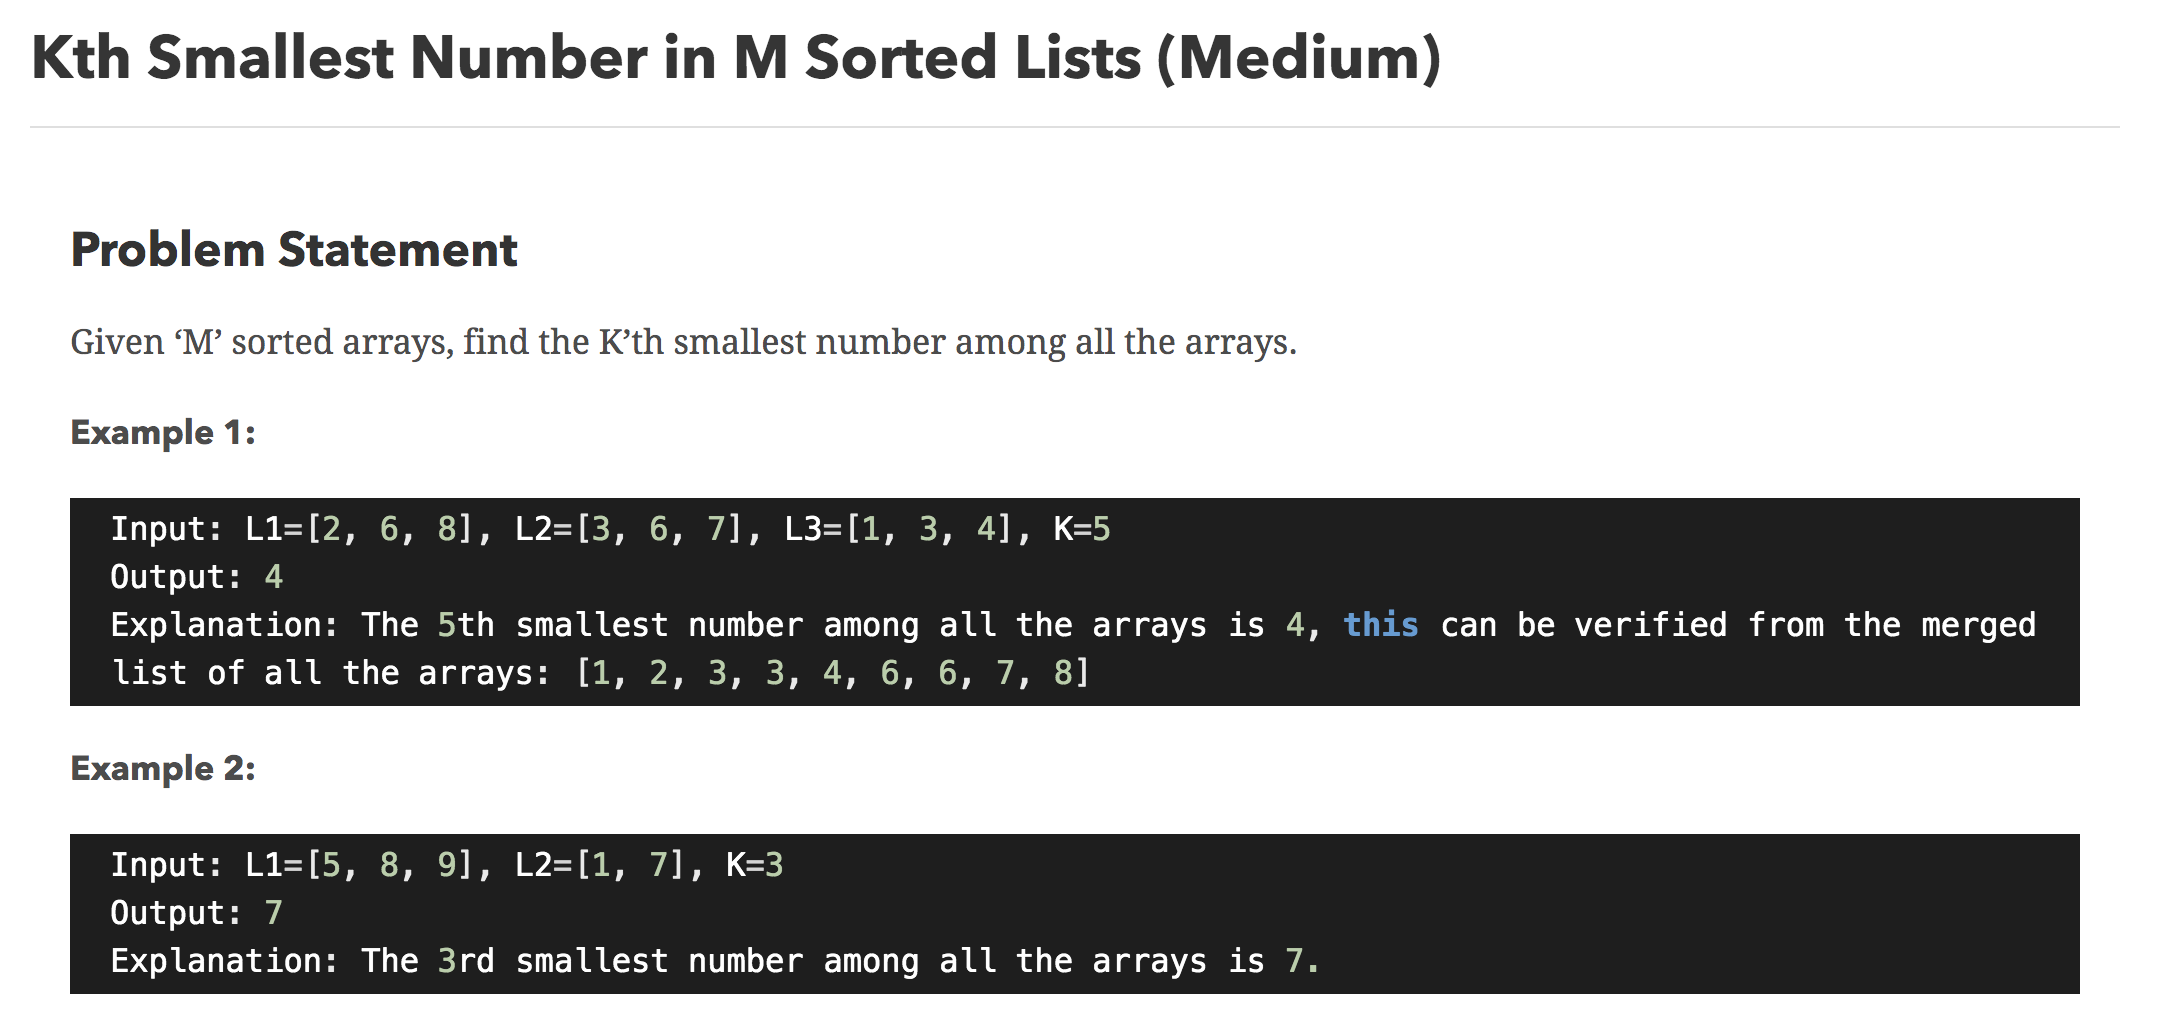 Kth Smallest Number in M Sorted Lists (Medium)
Problem Statement
Given ‘M’ sorted arrays, find the K’th smallest number among all the arrays.
Example 1:
Input: L1=[2, 6, 8], L2=[3, 6, 7], L3=[1, 3, 4], K=5
Output: 4
Explanation: The 5th smallest number among all the arrays is 4, this can be verified from the merged
list of all the arrays: [1, 2, 3, 3, 4, 6, 6, 7, 8]
Example 2:
Input: L1=[5, 8, 9], L2=[1, 7], K=3
Output: 7
Explanation: The 3rd smallest number among all the arrays is 7.